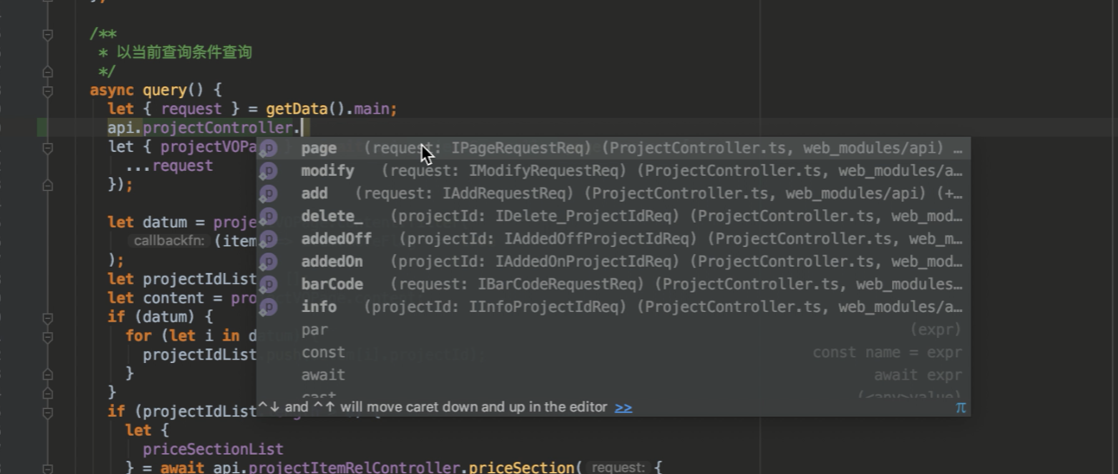 };
/**
* 以当前查询条件查询
*/
async query() {
let { request } = getData().main;
api.projectController.
let { projectVOPa
...request
});
let datum = proje
callbackfn: (item
);
let projectIdList
let content = pro
if (datum) {
for (let i in d
projectIdList
}
}
if (projectIdList
let {
priceSectionList
} = await api.projectItemRelController.priceSection( request: {
page (request: IPageRequestReq) (ProjectController.ts, web_modules/api) …
modify (request: IModifyRequestReq) (ProjectController.ts, web_modules/a…
add (request: IAddRequestReq) (ProjectController.ts, web_modules/api) (+…
delete_ (projectId: IDelete_ProjectIdReq) (ProjectController.ts, web_mod…
addedOff (projectId: IAddedOffProjectIdReq) (ProjectController.ts, web_m…
addedOn (projectId: IAddedOnProjectIdReq) (ProjectController.ts, web_mod…
barCode (request: IBarCodeRequestReq) (ProjectController.ts, web_modules…
info (projectId: IInfoProjectIdReq) (ProjectController.ts, web_modules/a…
par (expr)
const const name = expr
await await expr
cast (<any>value)
^↓ and ^↑ will move caret down and up in the editor >> π